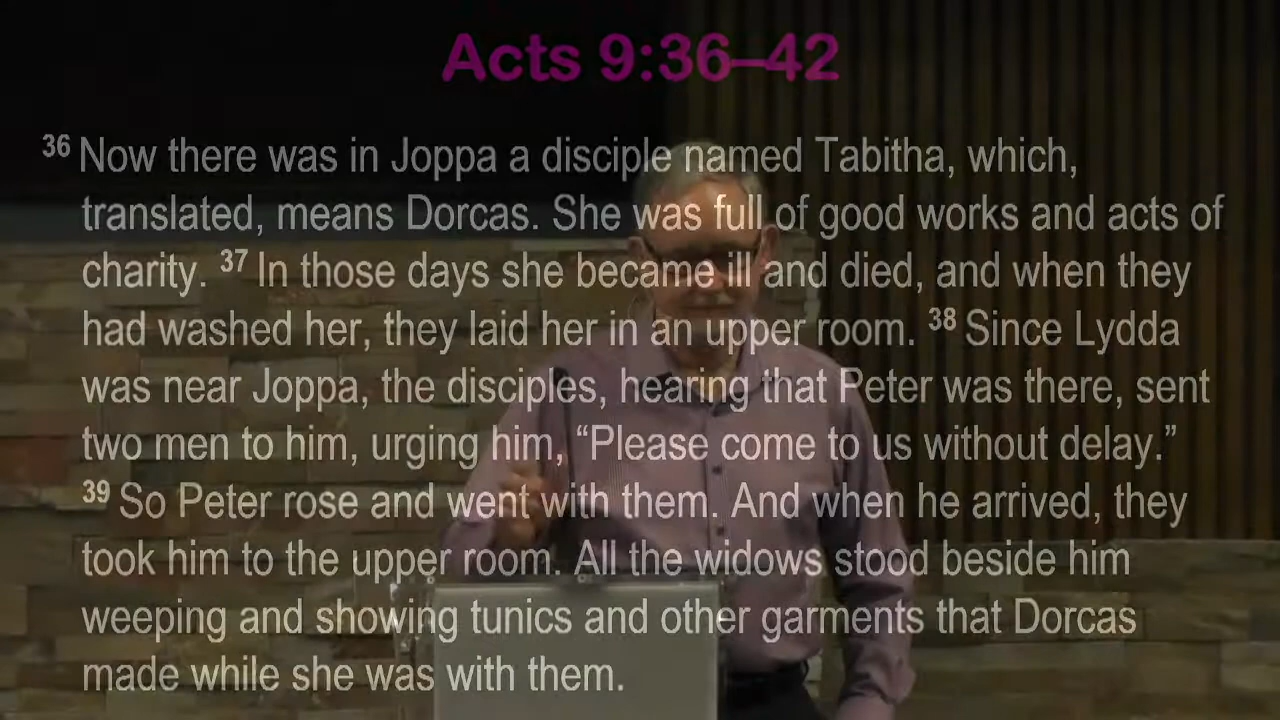 Acts 9:36–42
36 Now there was in Joppa a disciple named Tabitha, which,
translated, means Dorcas. She was full of good works and acts of
charity. 37 In those days she became ill and died, and when they
had washed her, they laid her in an upper room. 38 Since Lydda
was near Joppa, the disciples, hearing that Peter was there, sent
two men to him, urging him, “Please come to us without delay.”
39 So Peter rose and went with them. And when he arrived, they
took him to the upper room. All the widows stood beside him
weeping and showing tunics and other garments that Dorcas
made while she was with them.